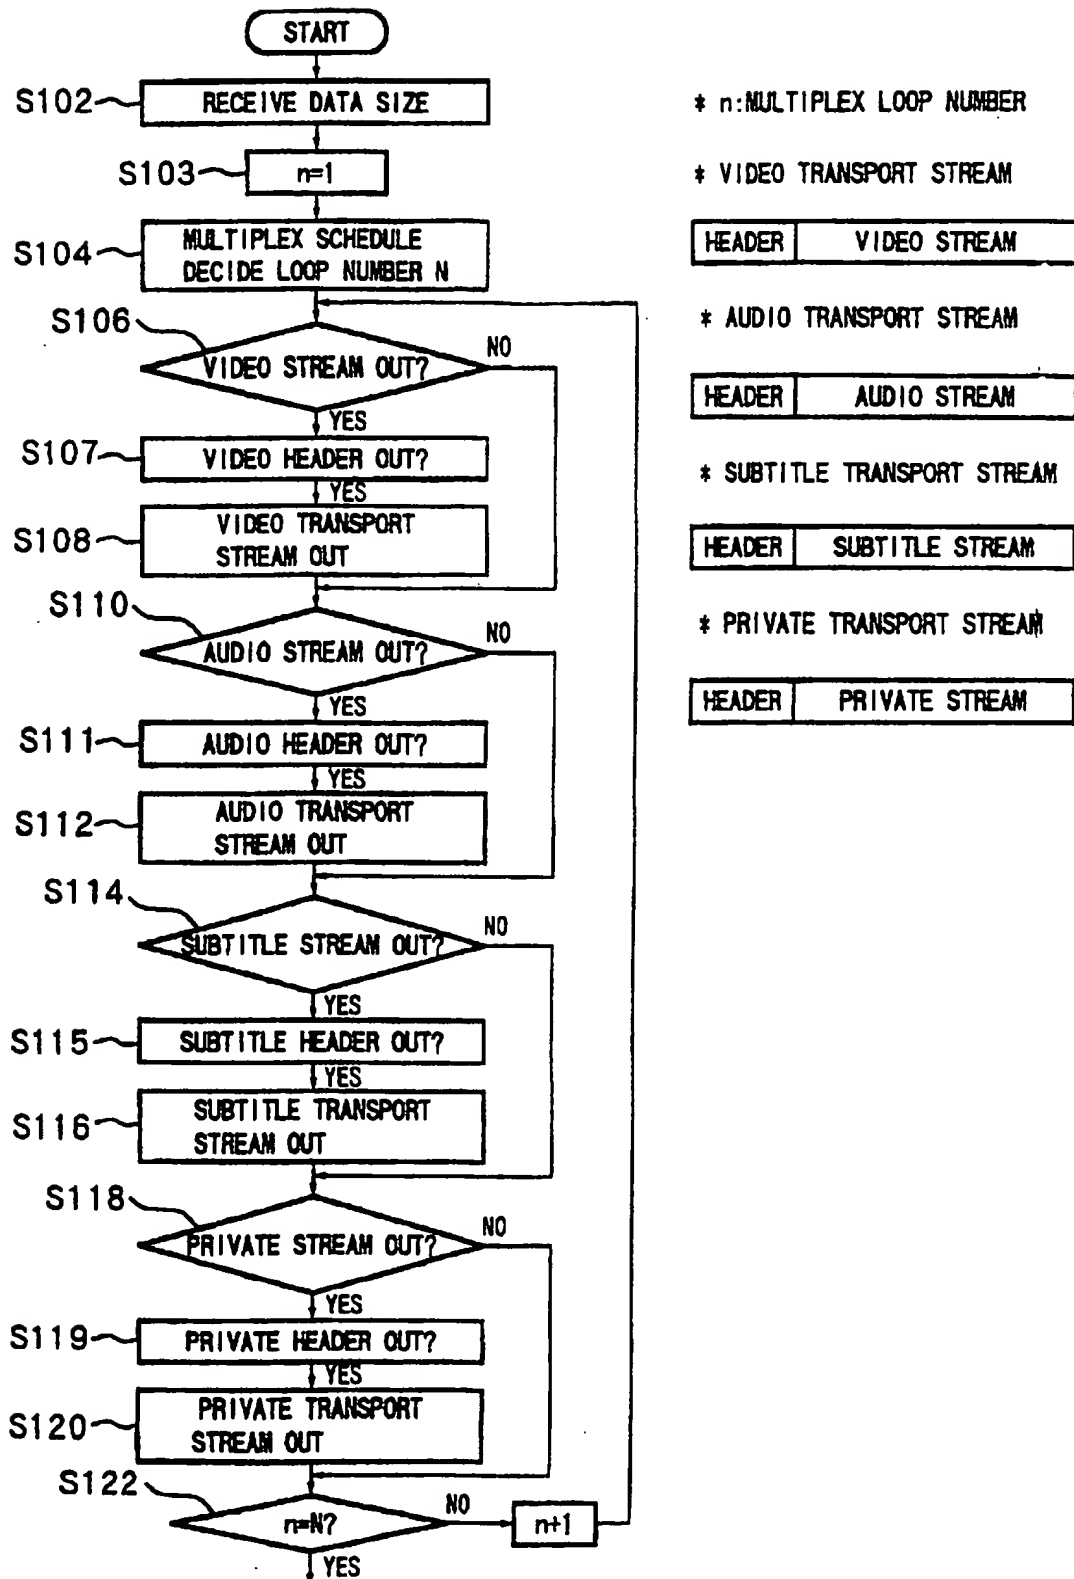 START
S102
RECEIVE DATA SIZE
S103
n=1
S104
MULTIPLEX SCHEDULE
DECIDE LOOP NUMBER N
S106
VIDEO STREAM OUT?
NO
YES
S107
VIDEO HEADER OUT?
YES
S108
VIDEO TRANSPORT
STREAM OUT
S110
AUDIO STREAM OUT?
NO
YES
S111
AUDIO HEADER OUT?
YES
S112
AUDIO TRANSPORT
STREAM OUT
S114
SUBTITLE STREAM OUT?
NO
YES
S115
SUBTITLE HEADER OUT?
YES
S116
SUBTITLE TRANSPORT
STREAM OUT
S118
PRIVATE STREAM OUT?
NO
YES
S119
PRIVATE HEADER OUT?
YES
S120
PRIVATE TRANSPORT
STREAM OUT
S122
n=N?
NO
n+1
YES
* n:MULTIPLEX LOOP NUMBER
* VIDEO TRANSPORT STREAM
HEADER VIDEO STREAM
* AUDIO TRANSPORT STREAM
HEADER AUDIO STREAM
* SUBTITLE TRANSPORT STREAM
HEADER SUBTITLE STREAM
* PRIVATE TRANSPORT STREAM
HEADER PRIVATE STREAM